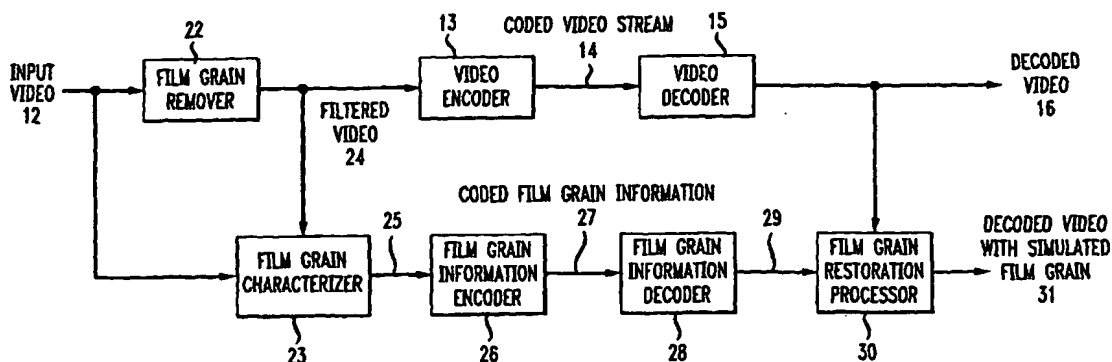 INPUT
VIDEO
12
22
FILM GRAIN
REMOVER
FILTERED
VIDEO
24
13
VIDEO
ENCODER
CODED VIDEO STREAM
14
15
VIDEO
DECODER
DECODED
VIDEO
16
CODED FILM GRAIN INFORMATION
FILM GRAIN
CHARACTERIZER
23
25
FILM GRAIN
INFORMATION
ENCODER
26
27
FILM GRAIN
INFORMATION
DECODER
28
29
FILM GRAIN
RESTORATION
PROCESSOR
30
DECODED VIDEO
WITH SIMULATED
FILM GRAIN
31